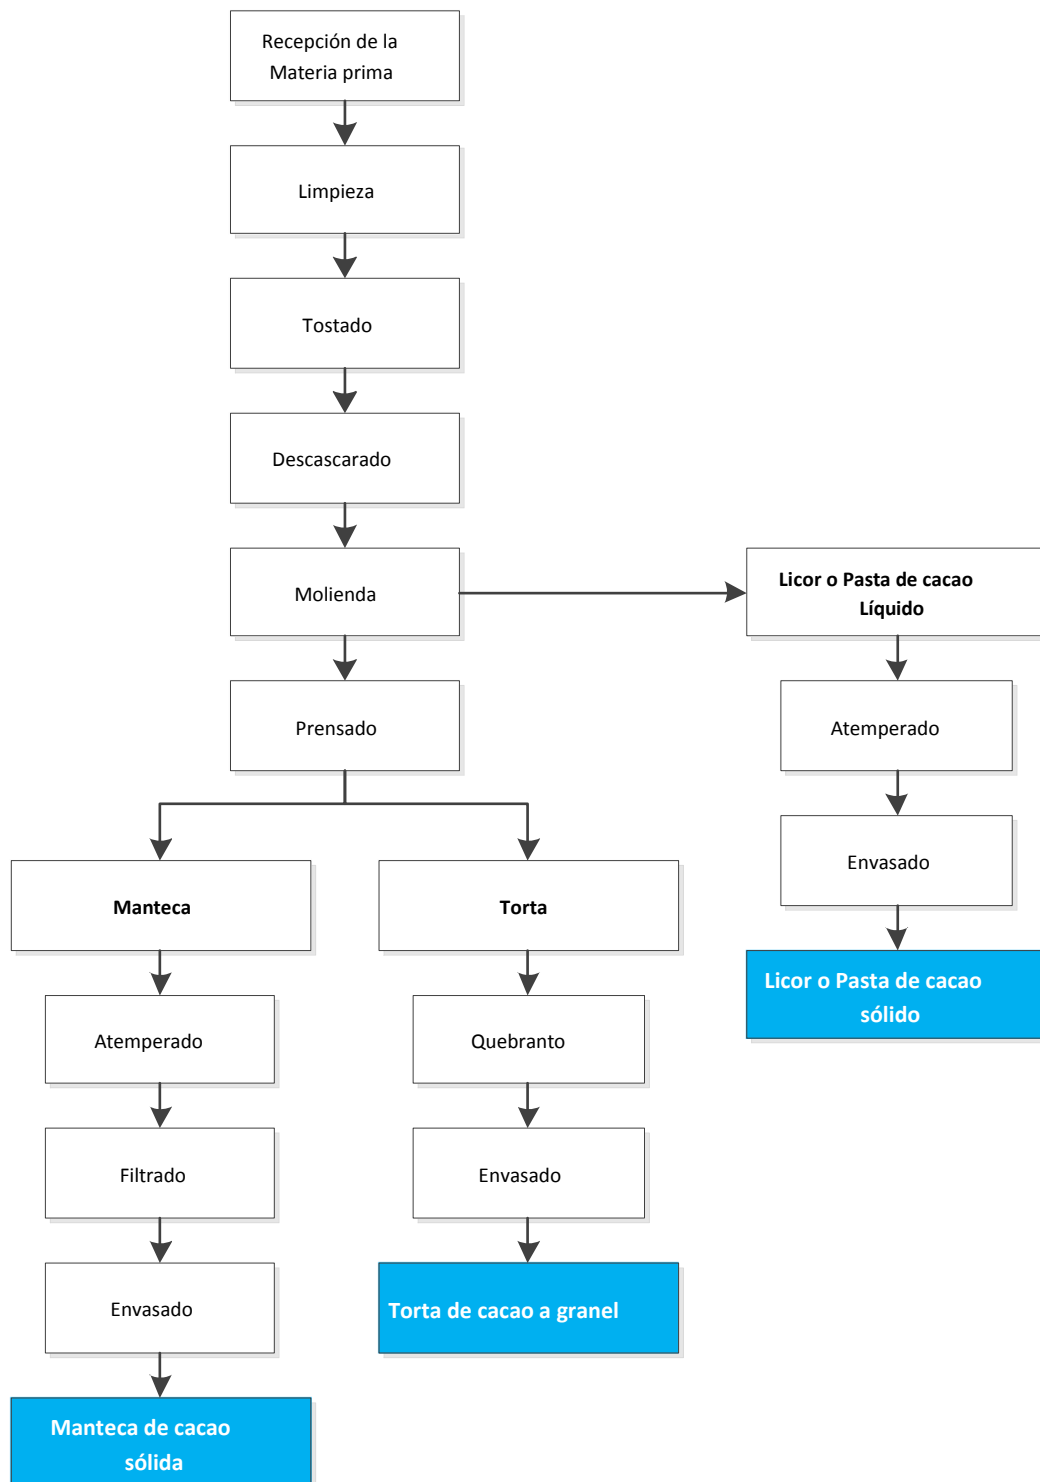 Recepción de la
Materia prima
Limpieza
Tostado
Descascarado
Molienda
Licor o Pasta de cacao
Líquido
Prensado
Atemperado
Envasado
Licor o Pasta de cacao
sólido
Manteca
Torta
Atemperado
Quebranto
Filtrado
Envasado
Envasado
Torta de cacao a granel
Manteca de cacao
sólida